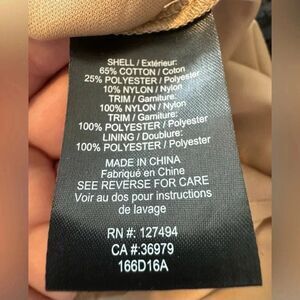 SHELL / Extérieur:
65% COTTON / Coton
25% POLYESTER / Polyester
10% NYLON / Nylon
TRIM / Garniture:
100% NYLON / Nylon
TRIM / Garniture:
100% POLYESTER / Polyester
LINING / Doublure:
100% POLYESTER / Polyester
MADE IN CHINA
Fabriqué en Chine
SEE REVERSE FOR CARE
Voir au dos pour instructions
de lavage
RN #: 127494
CA #:36979
166D16A